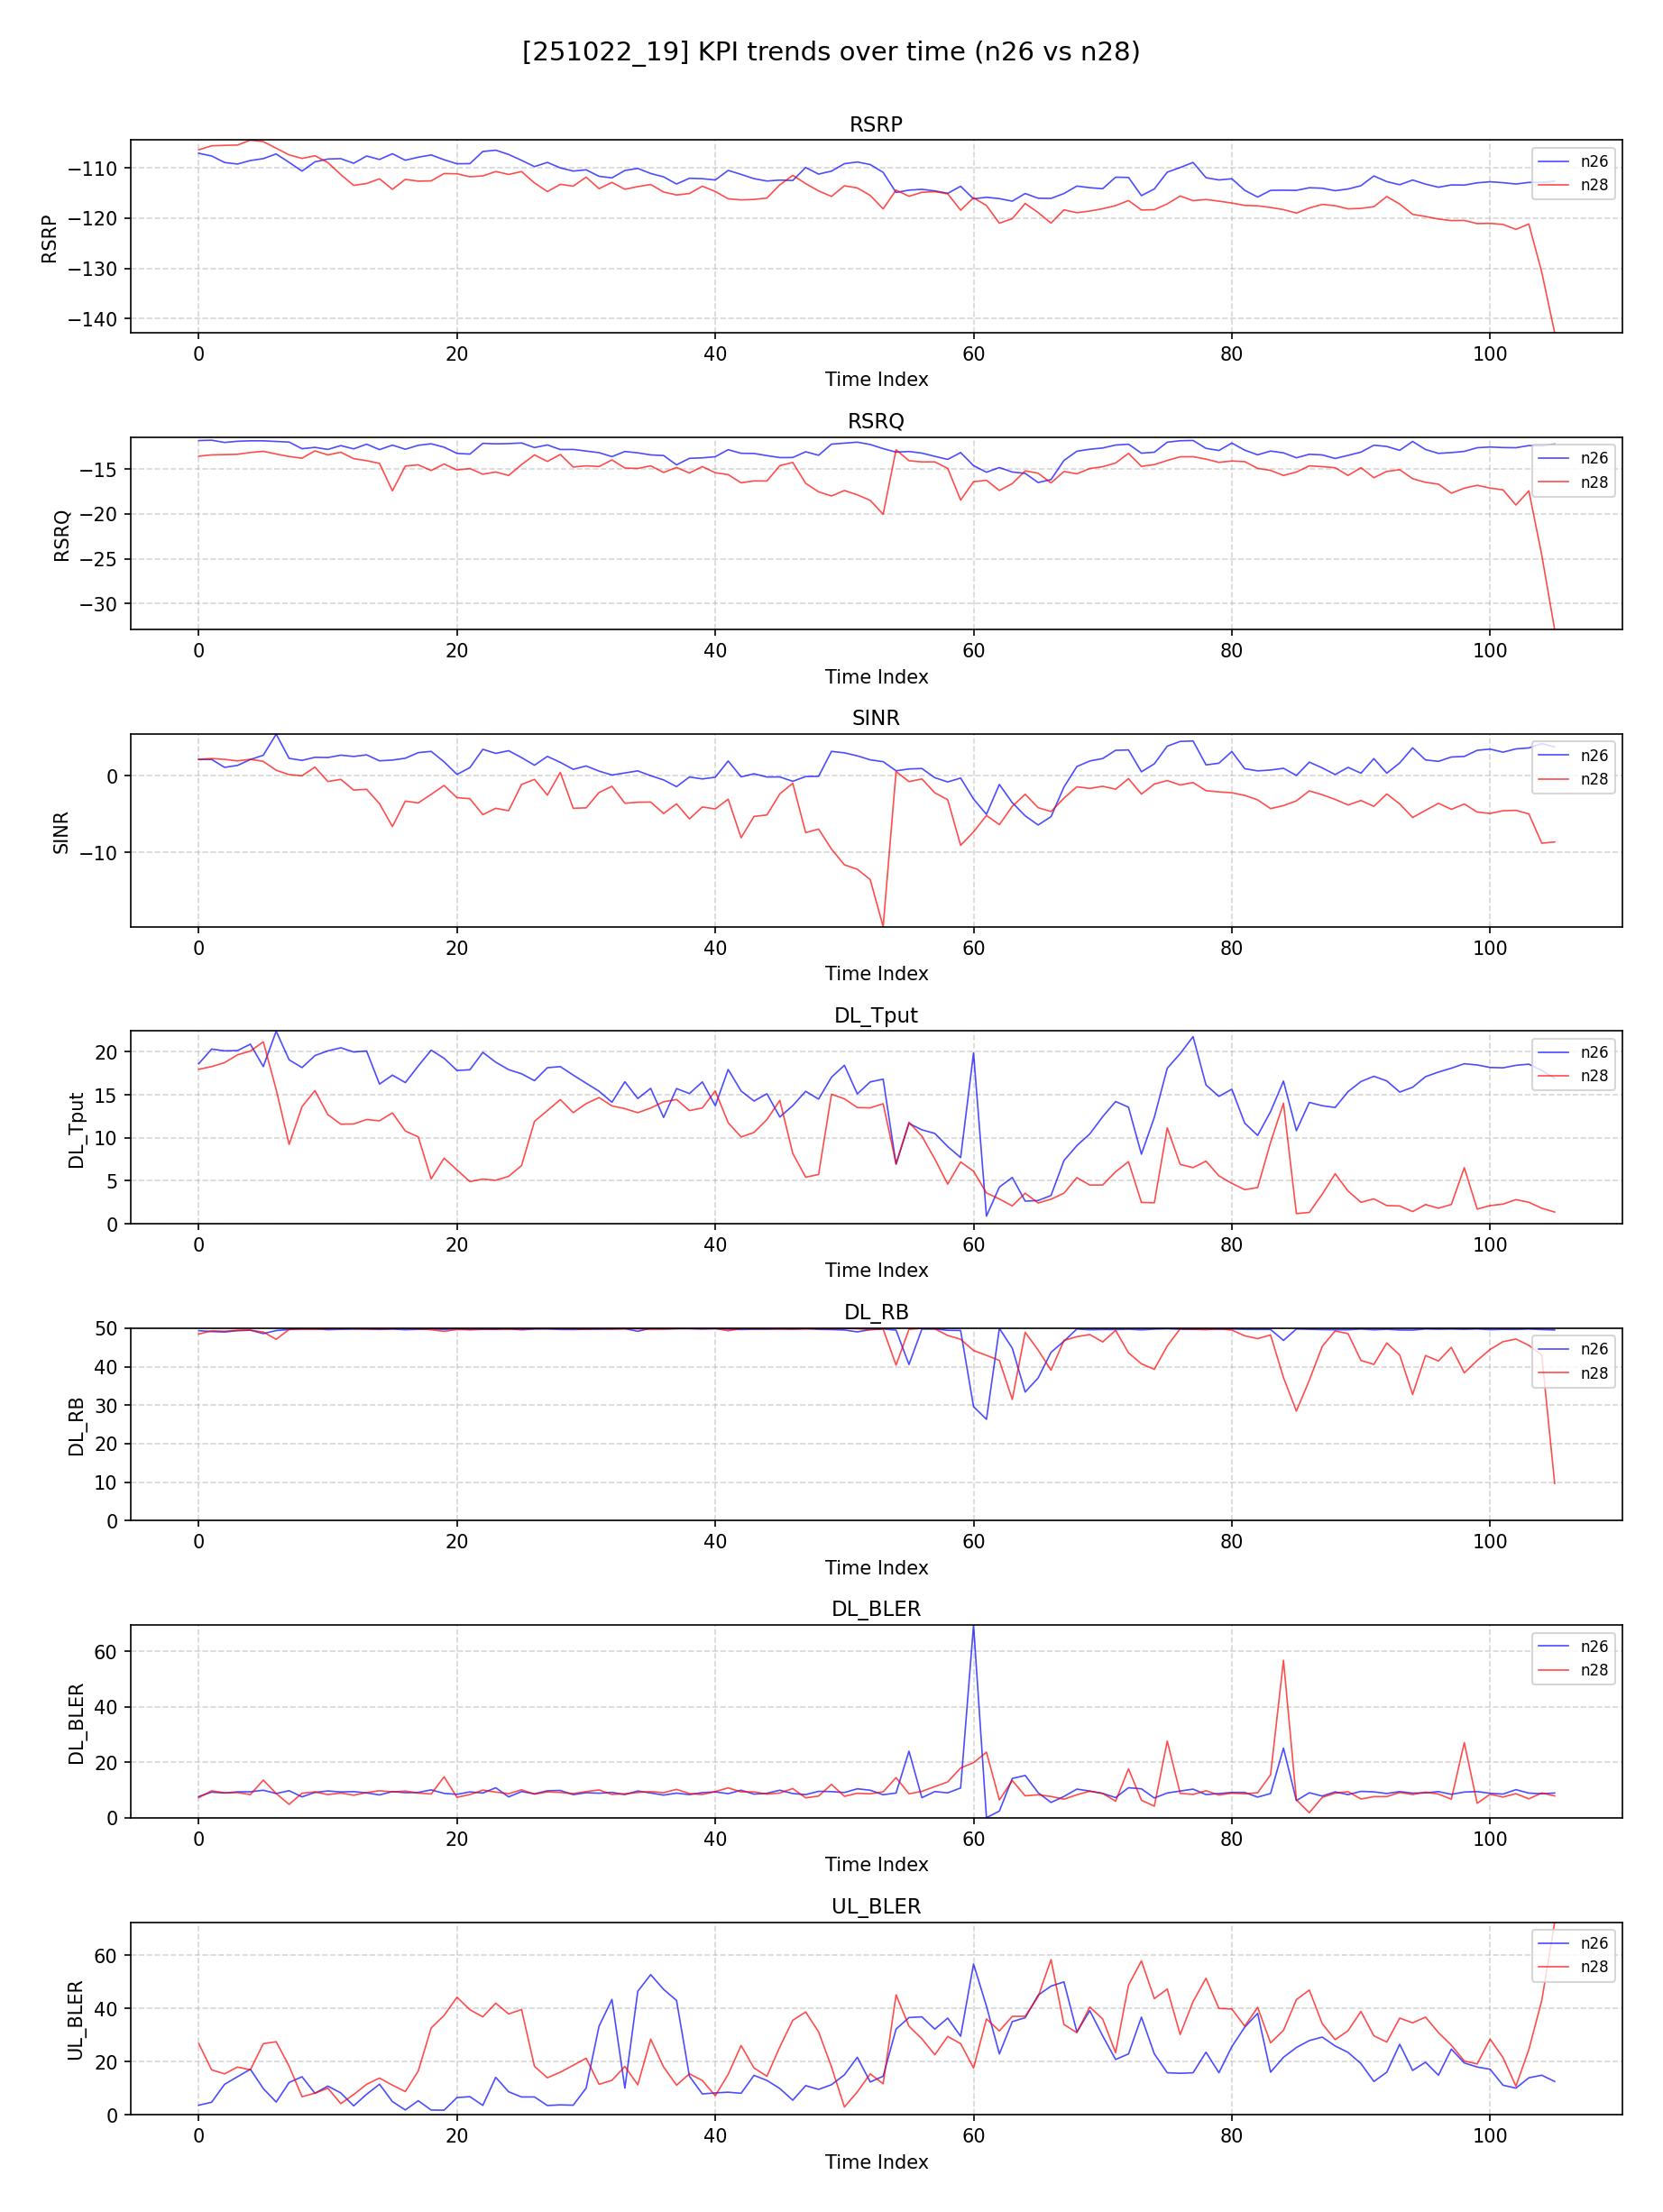 [251022_19] KPI trends over time (n26 vs n28)
RSRP
RSRP
−110
−120
−130
−140
n26
n28
0 20 40 60 80 100
Time Index
RSRQ
RSRQ
−15
−20
−25
−30
n26
n28
0 20 40 60 80 100
Time Index
SINR
SINR
0
−10
n26
n28
0 20 40 60 80 100
Time Index
DL_Tput
DL_Tput
20
15
10
5
0
n26
n28
0 20 40 60 80 100
Time Index
DL_RB
DL_RB
50
40
30
20
10
0
n26
n28
0 20 40 60 80 100
Time Index
DL_BLER
DL_BLER
60
40
20
0
n26
n28
0 20 40 60 80 100
Time Index
UL_BLER
UL_BLER
60
40
20
0
n26
n28
0 20 40 60 80 100
Time Index